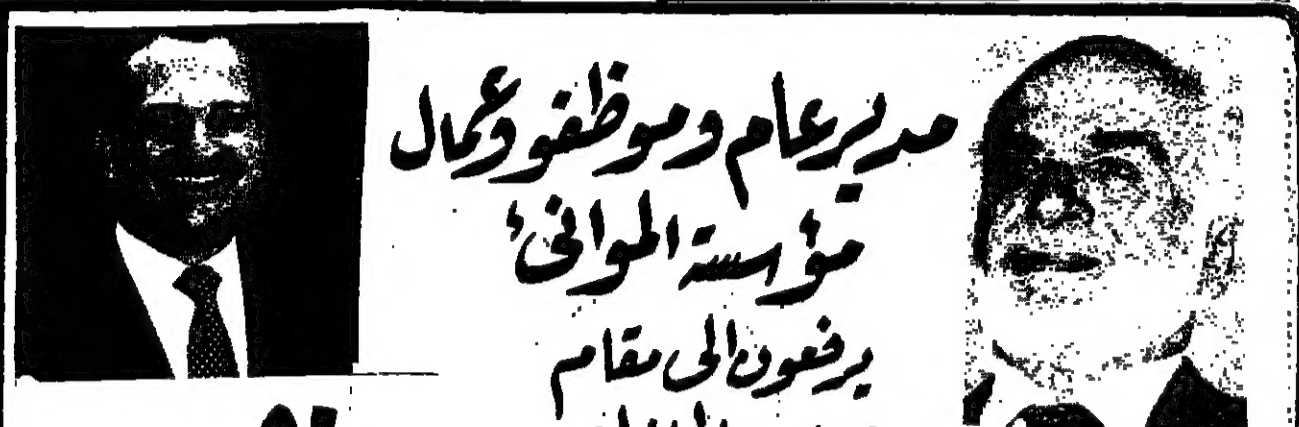 مدير عام وموظفو وعمال
مؤسسة الموانئ
يرفعون الى مقام